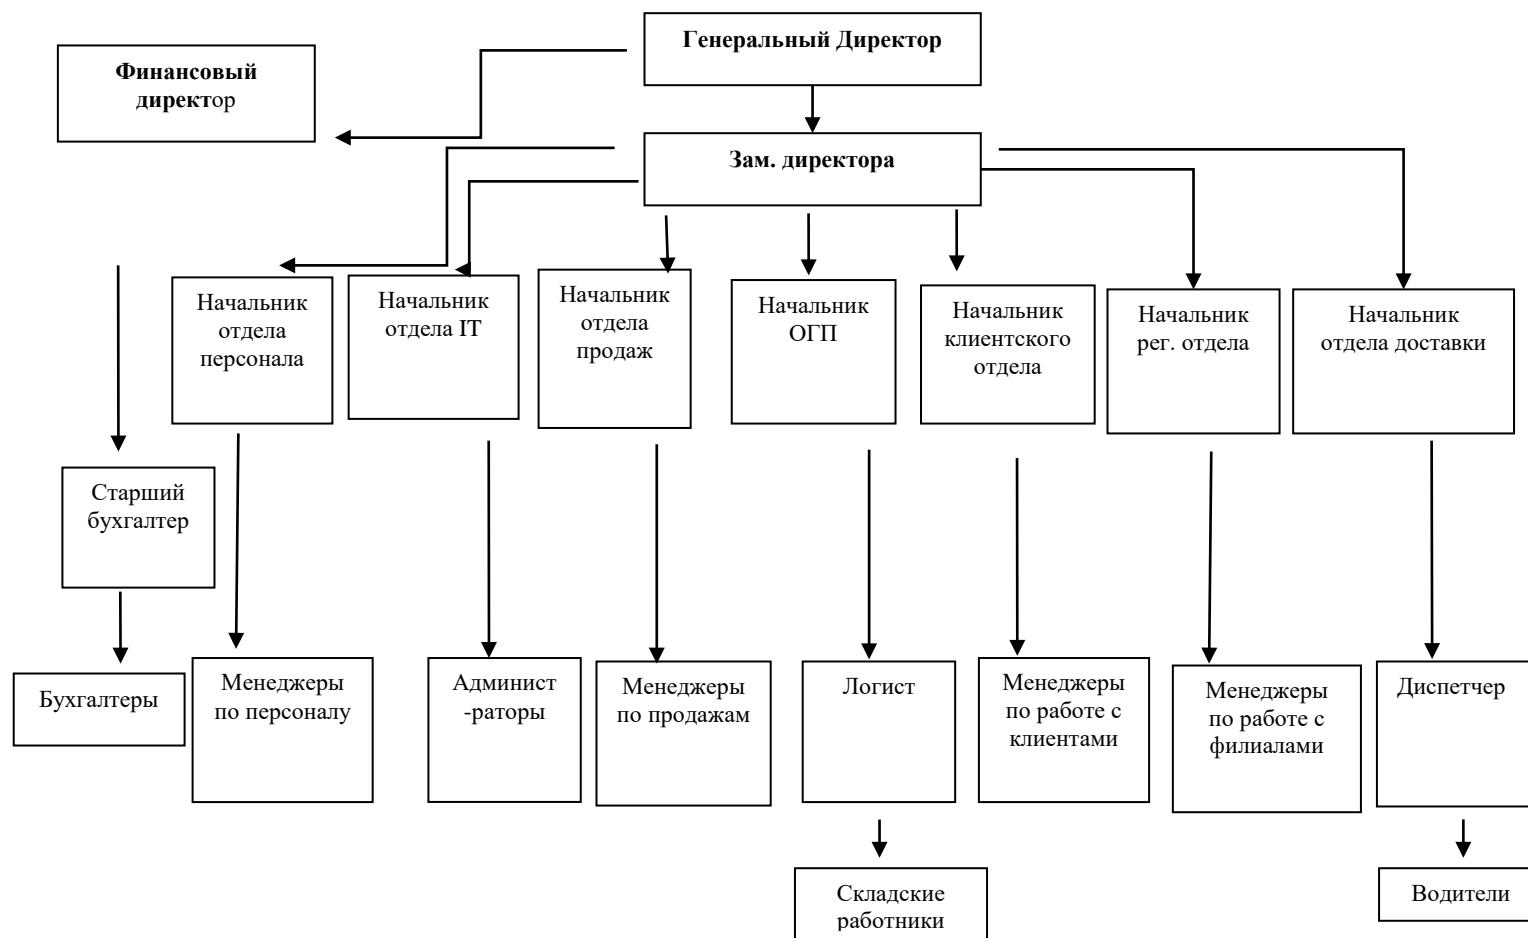 Генеральный Директор
Финансовый
директор
Зам. директора
Начальник
отдела
персонала
Начальник
отдела IT
Начальник
отдела
продаж
Начальник
ОГП
Начальник
клиентского
отдела
Начальник
рег. отдела
Начальник
отдела доставки
Старший
бухгалтер
Бухгалтеры
Менеджеры
по персоналу
Админист
-раторы
Менеджеры
по продажам
Логист
Менеджеры
по работе с
клиентами
Менеджеры
по работе с
филиалами
Диспетчер
Складские
работники
Водители